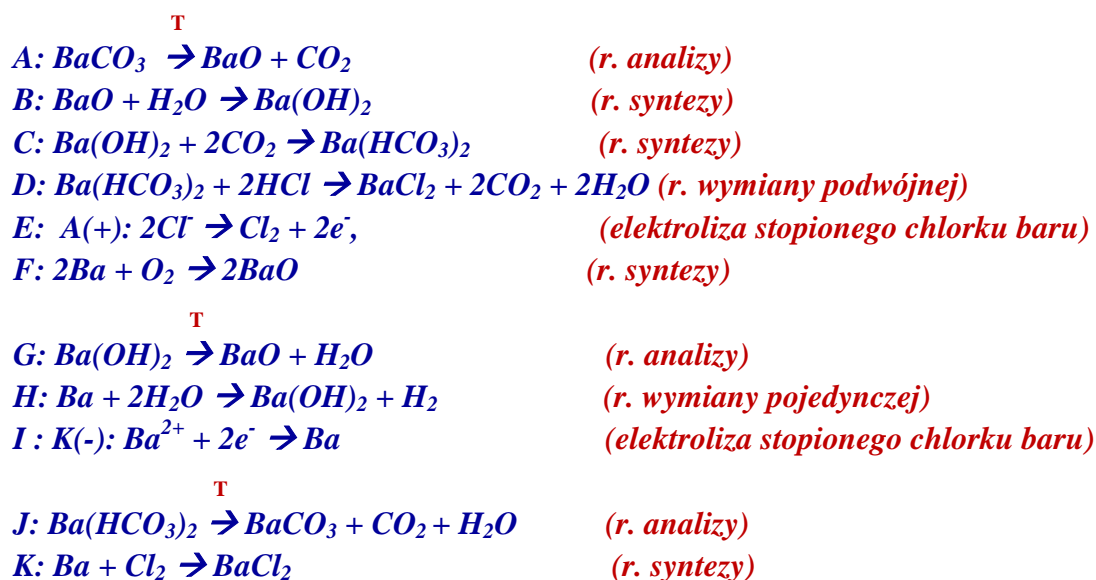 T
A: BaCO₃ → BaO + CO₂ (r. analizy)
B: BaO + H₂O → Ba(OH)₂ (r. syntezy)
C: Ba(OH)₂ + 2CO₂ → Ba(HCO₃)₂ (r. syntezy)
D: Ba(HCO₃)₂ + 2HCl → BaCl₂ + 2CO₂ + 2H₂O (r. wymiany podwójnej)
E: A(+): 2Cl⁻ → Cl₂ + 2e⁻, (elektroliza stopionego chlorku baru)
F: 2Ba + O₂ → 2BaO (r. syntezy)
T
G: Ba(OH)₂ → BaO + H₂O (r. analizy)
H: Ba + 2H₂O → Ba(OH)₂ + H₂ (r. wymiany pojedynczej)
I : K(-): Ba²⁺ + 2e⁻ → Ba (elektroliza stopionego chlorku baru)
T
J: Ba(HCO₃)₂ → BaCO₃ + CO₂ + H₂O (r. analizy)
K: Ba + Cl₂ → BaCl₂ (r. syntezy)